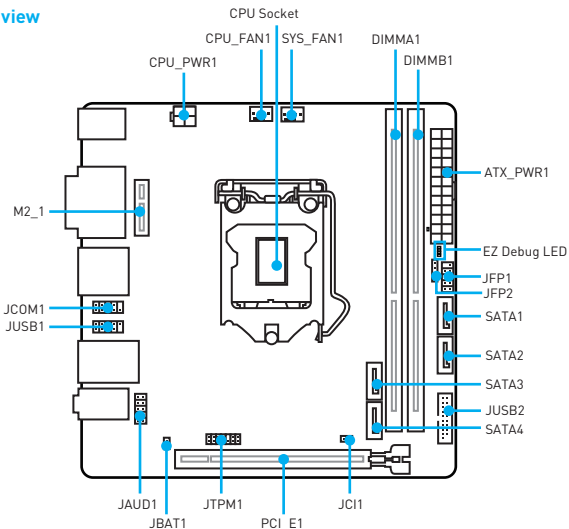 view
CPU Socket
CPU_FAN1
SYS_FAN1
DIMMA1
DIMMB1
CPU_PWR1
ATX_PWR1
M2_1
EZ Debug LED
JFP1
JFP2
JCOM1
JUSB1
SATA1
SATA2
SATA3
JUSB2
SATA4
JAUD1
JTPM1
JCI1
JBAT1
PCI_E1